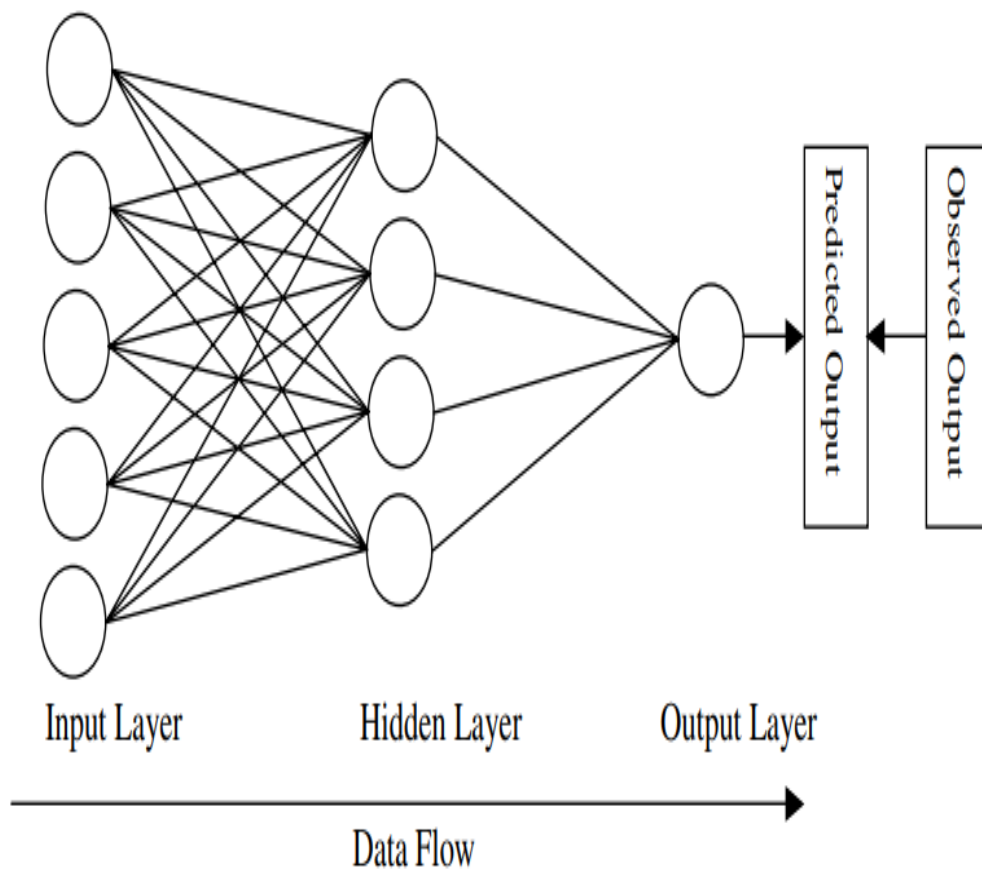 Predicted Output
Observed Output
Input Layer
Hidden Layer
Output Layer
Data Flow